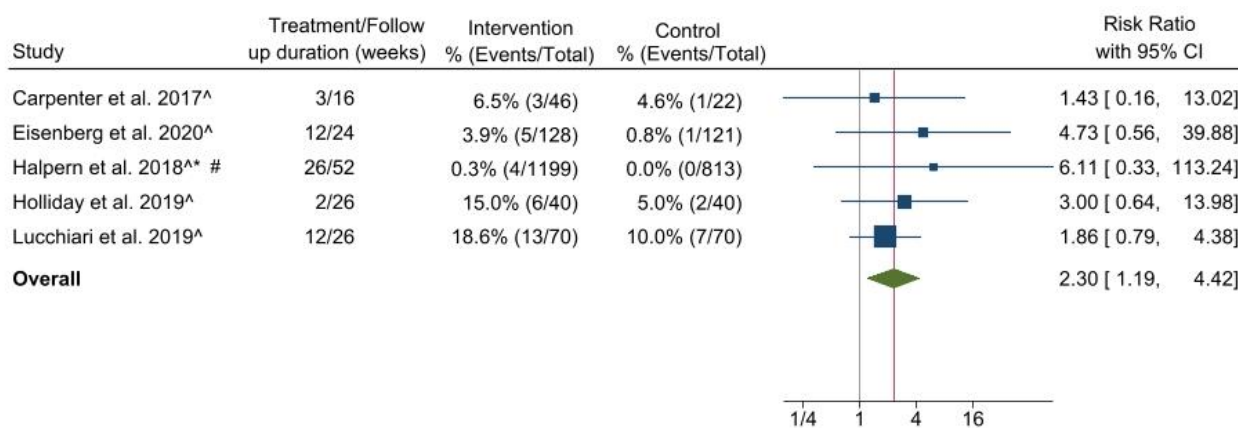 Study Treatment/Follow up duration (weeks) Intervention % (Events/Total) Control % (Events/Total) Risk Ratio with 95% CI
Carpenter et al. 2017^ 3/16 6.5% (3/46) 4.6% (1/22) 1.43 [ 0.16, 13.02]
Eisenberg et al. 2020^ 12/24 3.9% (5/128) 0.8% (1/121) 4.73 [ 0.56, 39.88]
Halpern et al. 2018^* # 26/52 0.3% (4/1199) 0.0% (0/813) 6.11 [ 0.33, 113.24]
Holliday et al. 2019^ 2/26 15.0% (6/40) 5.0% (2/40) 3.00 [ 0.64, 13.98]
Lucchiari et al. 2019^ 12/26 18.6% (13/70) 10.0% (7/70) 1.86 [ 0.79, 4.38]
Overall 2.30 [ 1.19, 4.42]
1/4 1 4 16